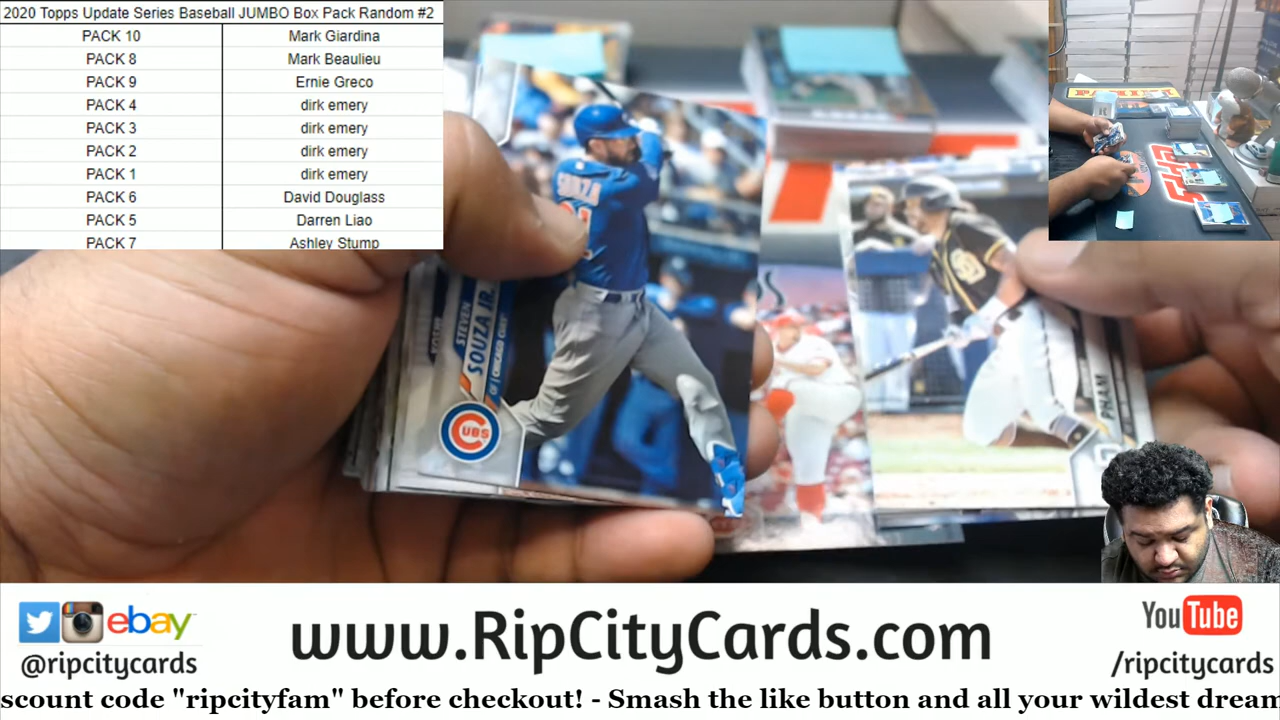 2020 Topps Update Series Baseball JUMBO Box Pack Random #2
PACK 10 Mark Giardina
PACK 8 Mark Beaulieu
PACK 9 Ernie Greco
PACK 4 dirk emery
PACK 3 dirk emery
PACK 2 dirk emery
PACK 1 dirk emery
PACK 6 David Douglass
PACK 5 Darren Liao
PACK 7 Ashley Stump
SOUZA
STEVEN
SOUZA JR.
OF | CHICAGO CUBS
CUBS
SD
PHAM
ebay
@ripcitycards
www.RipCityCards.com
YouTube
/ripcitycards
scount code "ripcityfam" before checkout! - Smash the like button and all your wildest dream